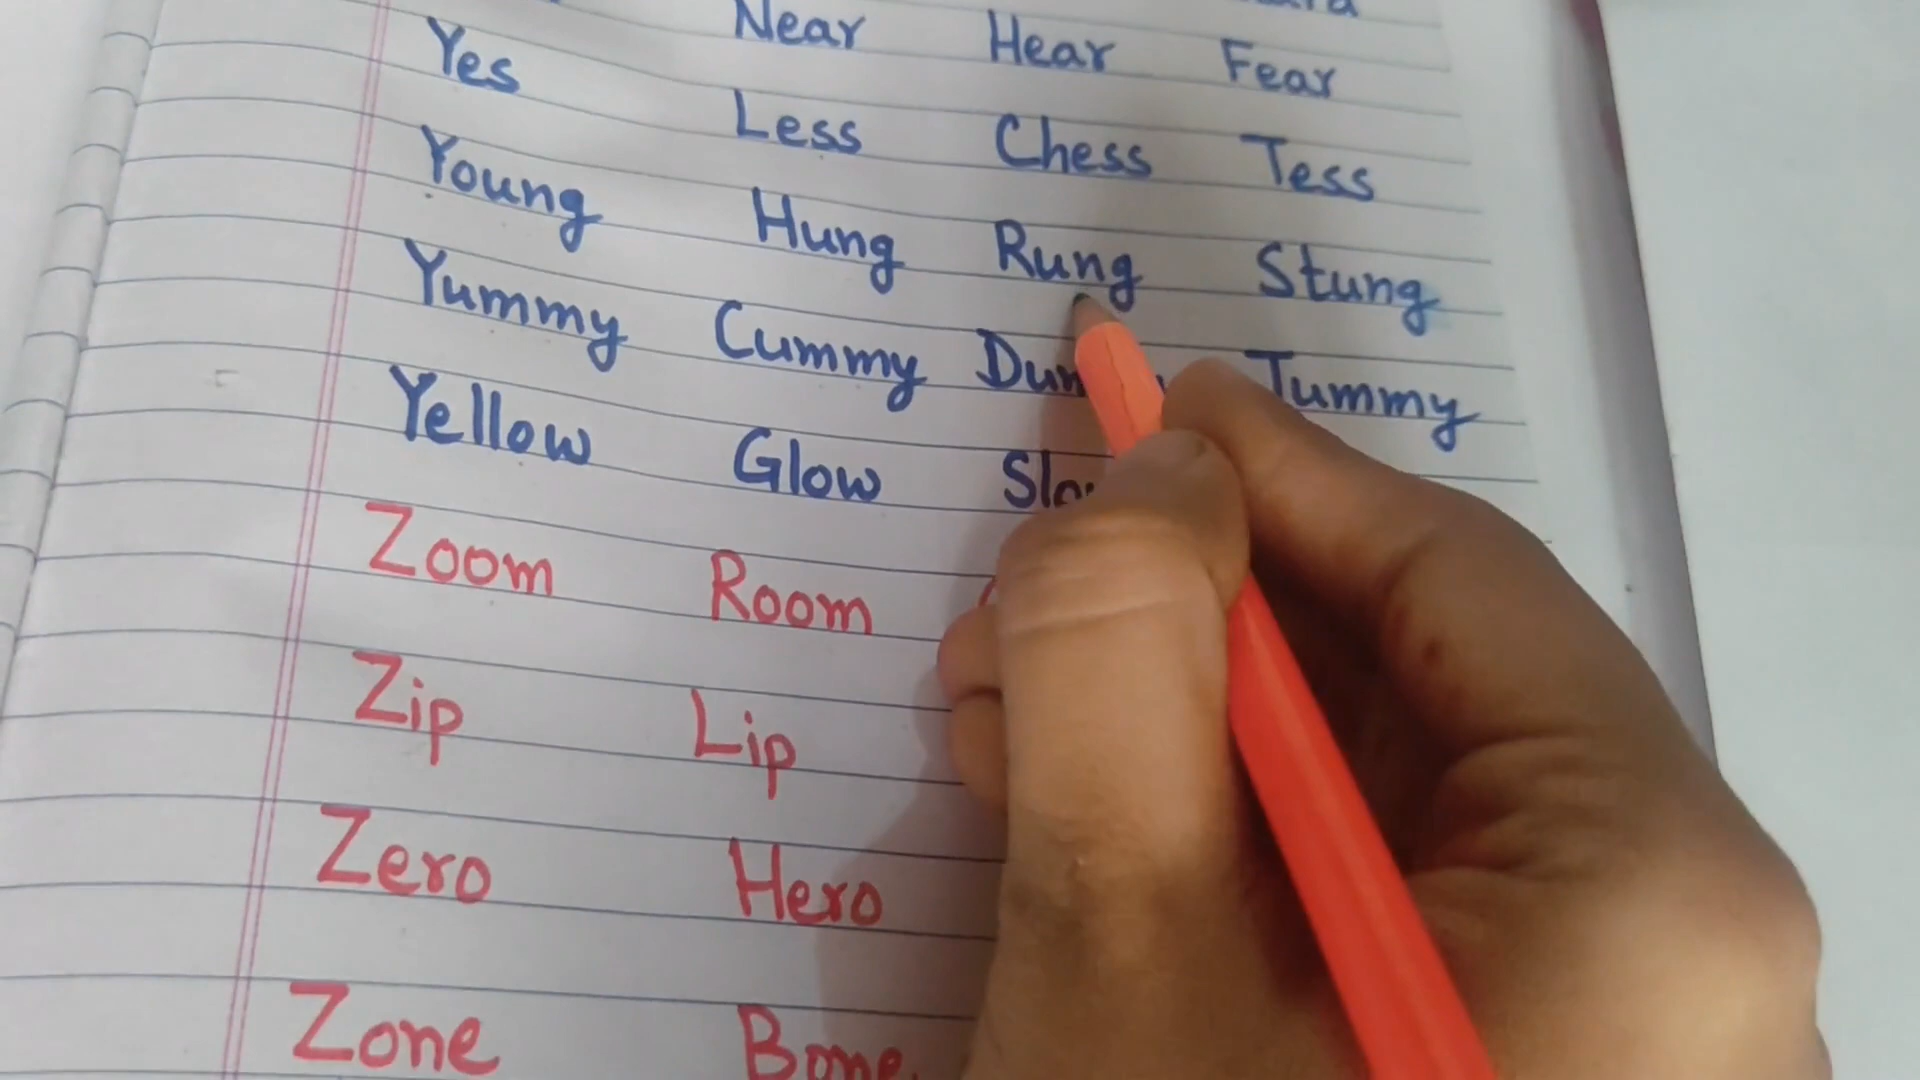 Near Hear Fear
Yes Less Chess Tess
Young Hung Rung Stung
Yummy Cummy Tummy
Yellow Glow
Zoom Room
Zip Lip
Zero Hero
Zone Bone